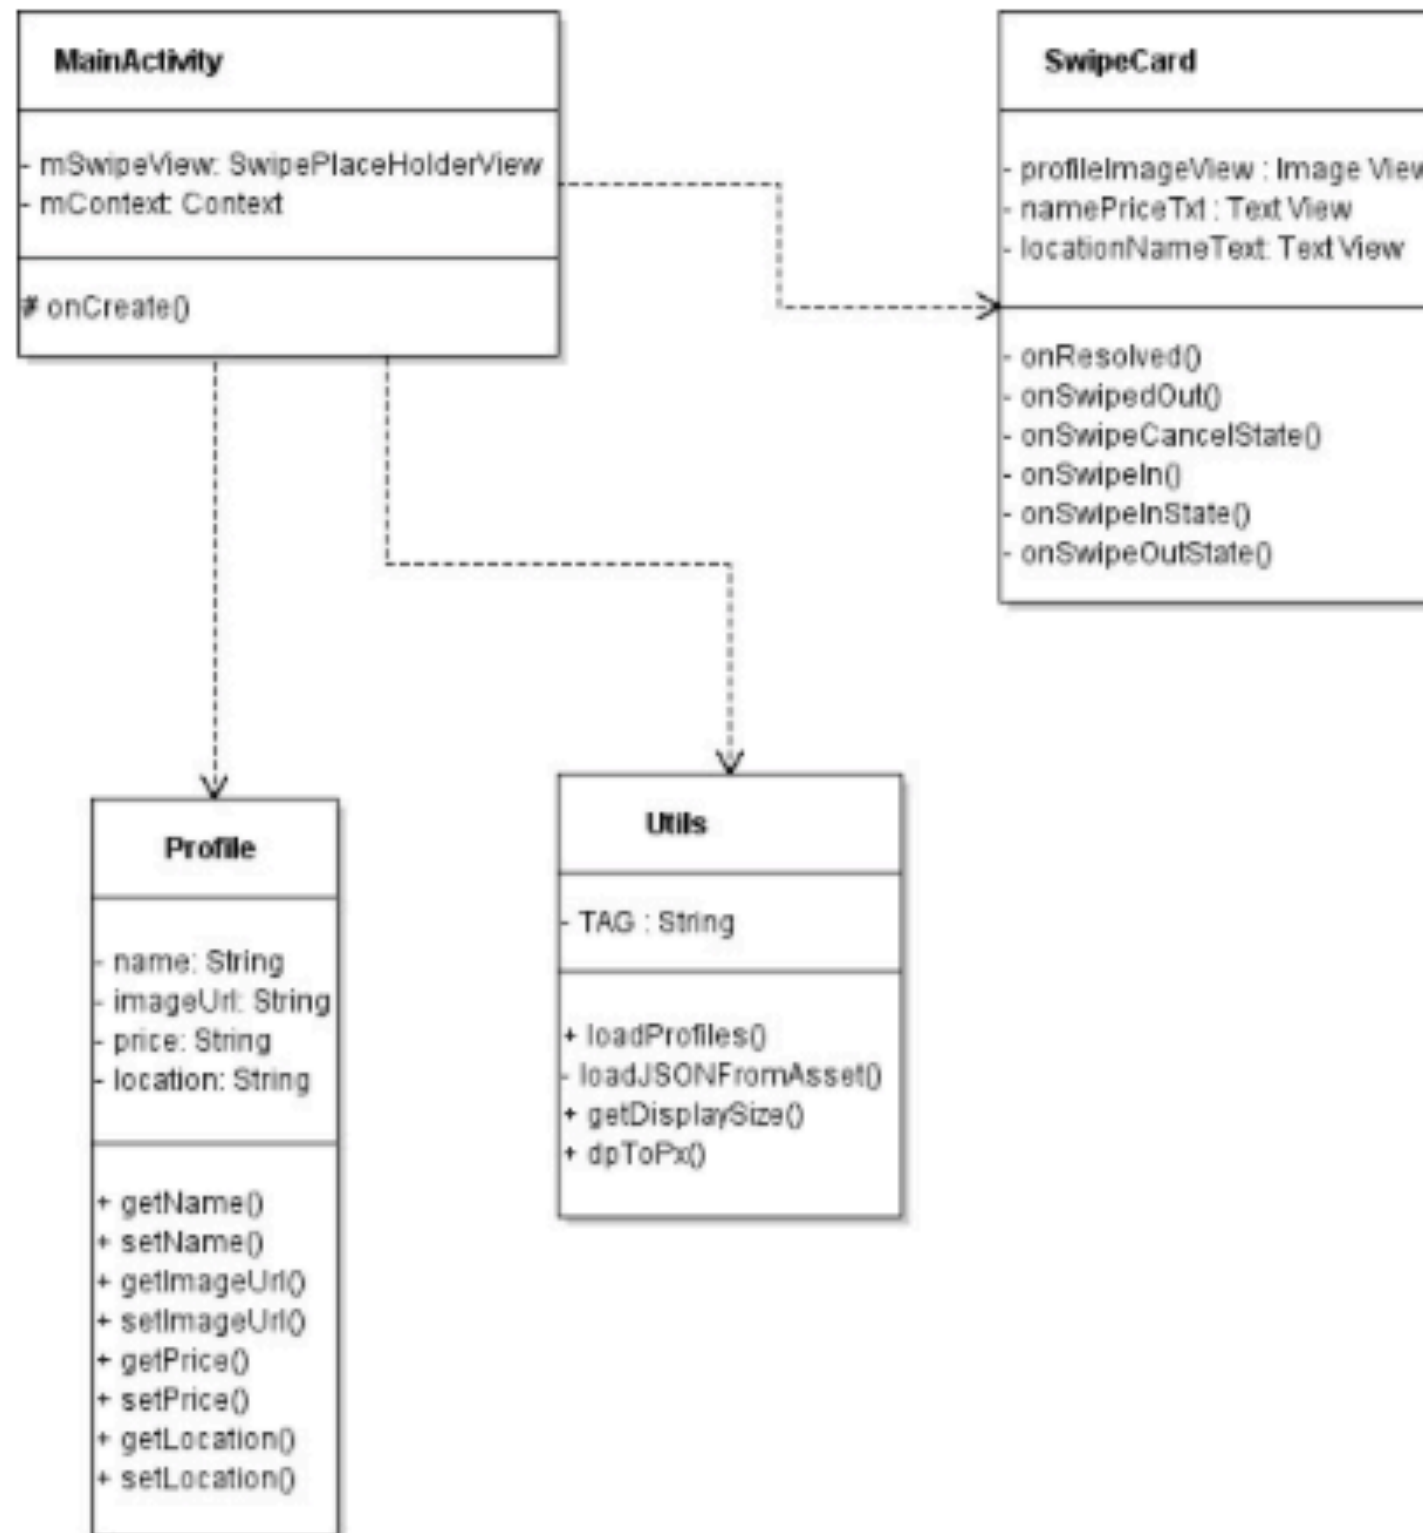 MainActivity
- mSwipeView: SwipePlaceHolderView
- mContext: Context
# onCreate()
SwipeCard
- profileImageView : Image View
- namePriceTxt : Text View
- locationNameText: Text View
- onResolved()
- onSwipedOut()
- onSwipeCancelState()
- onSwipeIn()
- onSwipeInState()
- onSwipeOutState()
Profile
- name: String
- imageUrl: String
- price: String
- location: String
+ getName()
+ setName()
+ getImageUrl()
+ setImageUrl()
+ getPrice()
+ setPrice()
+ getLocation()
+ setLocation()
Utils
- TAG : String
+ loadProfiles()
- loadJSONFromAsset()
+ getDisplaySize()
+ dpToPx()